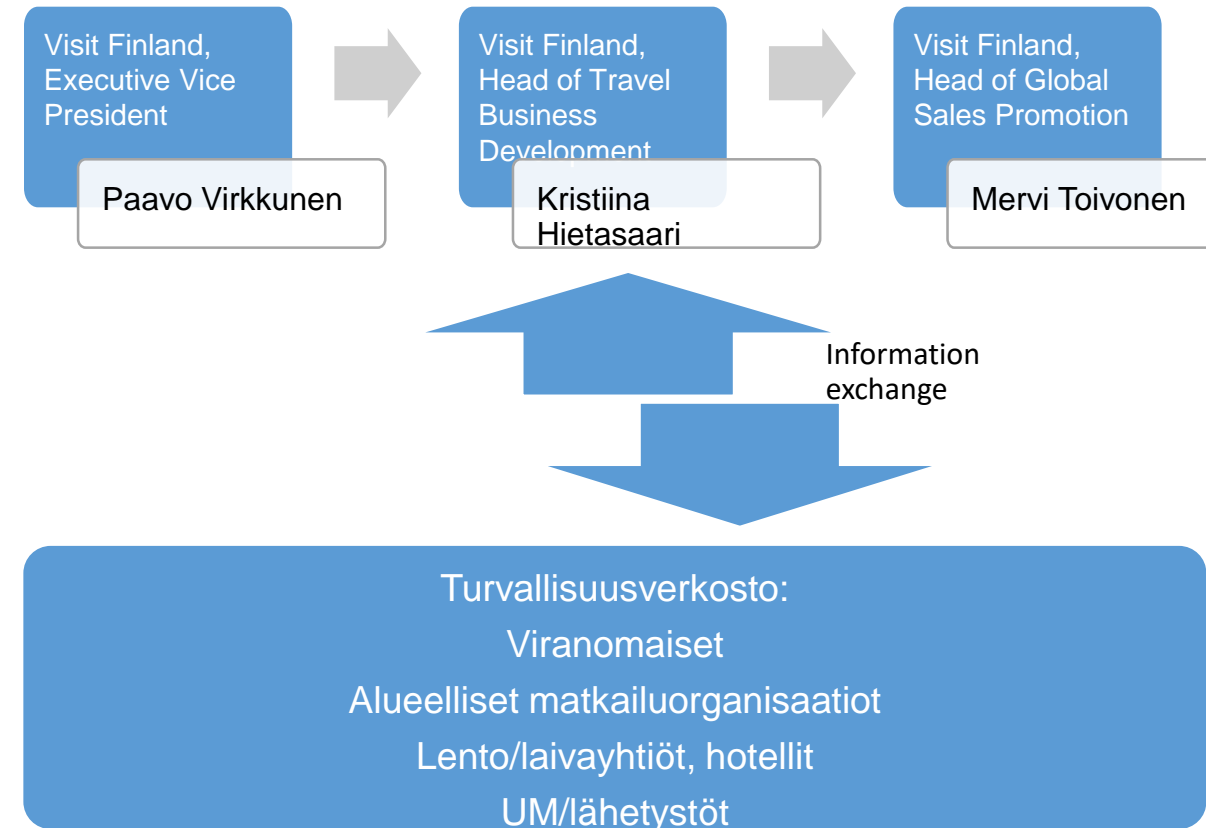 Visit Finland,
Executive Vice
President
Paavo Virkkunen
Visit Finland,
Head of Travel
Business
Development
Kristiina
Hietasaari
Visit Finland,
Head of Global
Sales Promotion
Mervi Toivonen
Information
exchange
Turvallisuusverkosto:
Viranomaiset
Alueelliset matkailuorganisaatiot
Lento/laivayhtiöt, hotellit
UM/lähetystöt